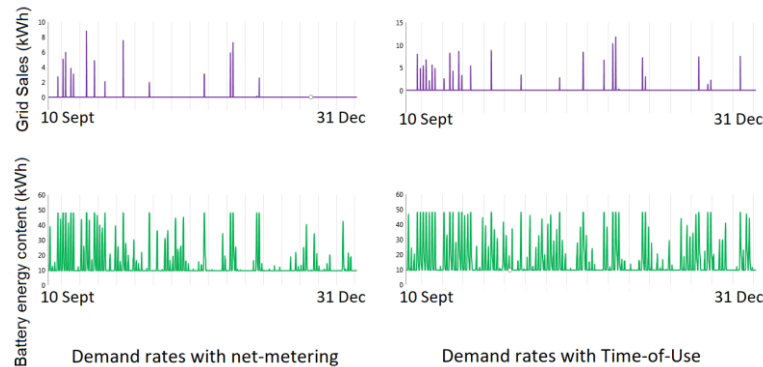 Grid Sales (kWh)
10
8
6
4
2
0
10 Sept
31 Dec
15
10
5
0
10 Sept
31 Dec
Battery energy content (kWh)
60
50
40
30
20
10
0
10 Sept
31 Dec
60
50
40
30
20
10
0
10 Sept
31 Dec
Demand rates with net-metering
Demand rates with Time-of-Use